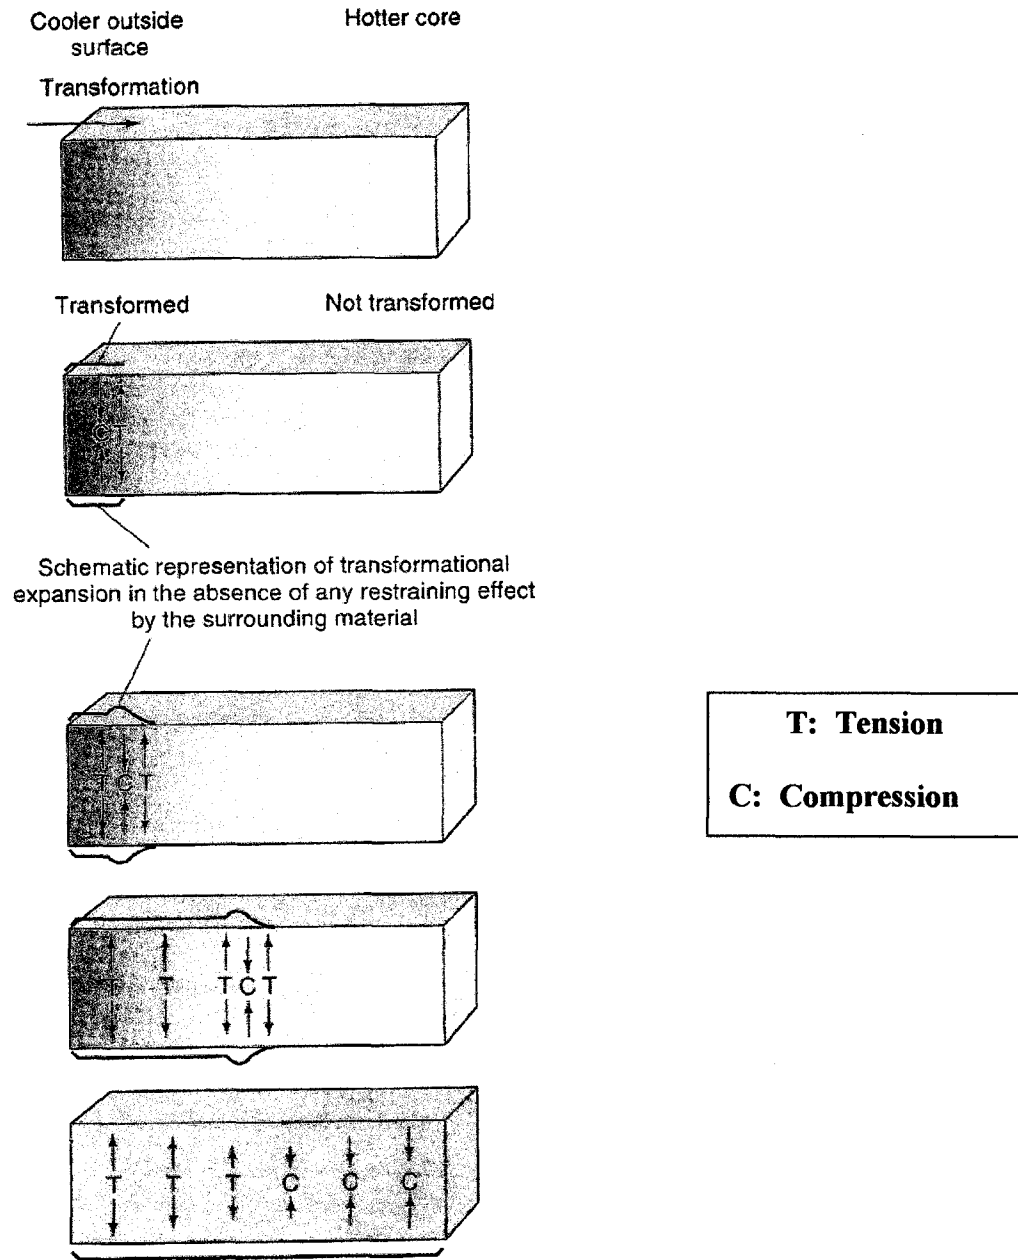 Cooler outside
surface
Hotter core
Transformation
Transformed
Not transformed
C T
Schematic representation of transformational
expansion in the absence of any restraining effect
by the surrounding material
T C T
T: Tension
C: Compression
T T T C T
T T T C C C